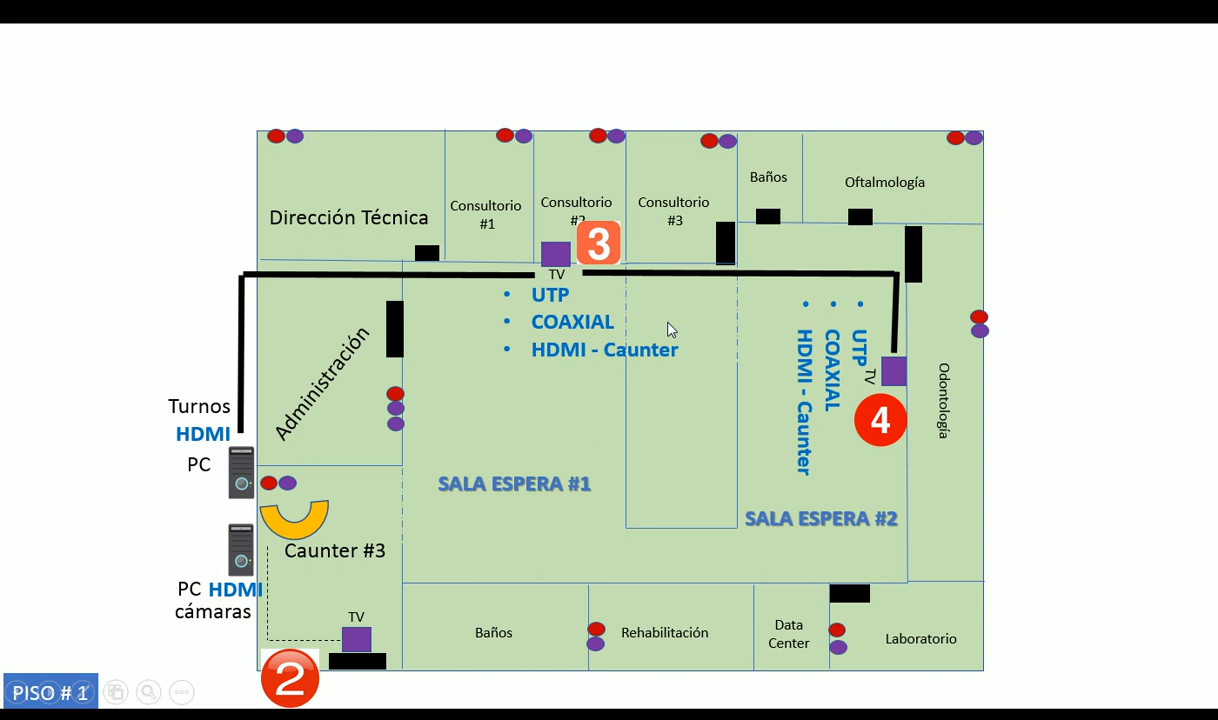 Baños
Oftalmología
Dirección Técnica
Consultorio
#1
Consultorio
#2
Consultorio
#3
3
TV
• UTP
• COAXIAL
• HDMI - Caunter
• UTP
• COAXIAL
• HDMI - Caunter
TV
4
Odontología
Administración
Turnos
HDMI
PC
SALA ESPERA #1
SALA ESPERA #2
Caunter #3
PC HDMI
cámaras
TV
2
Baños
Rehabilitación
Data
Center
Laboratorio
PISO # 1